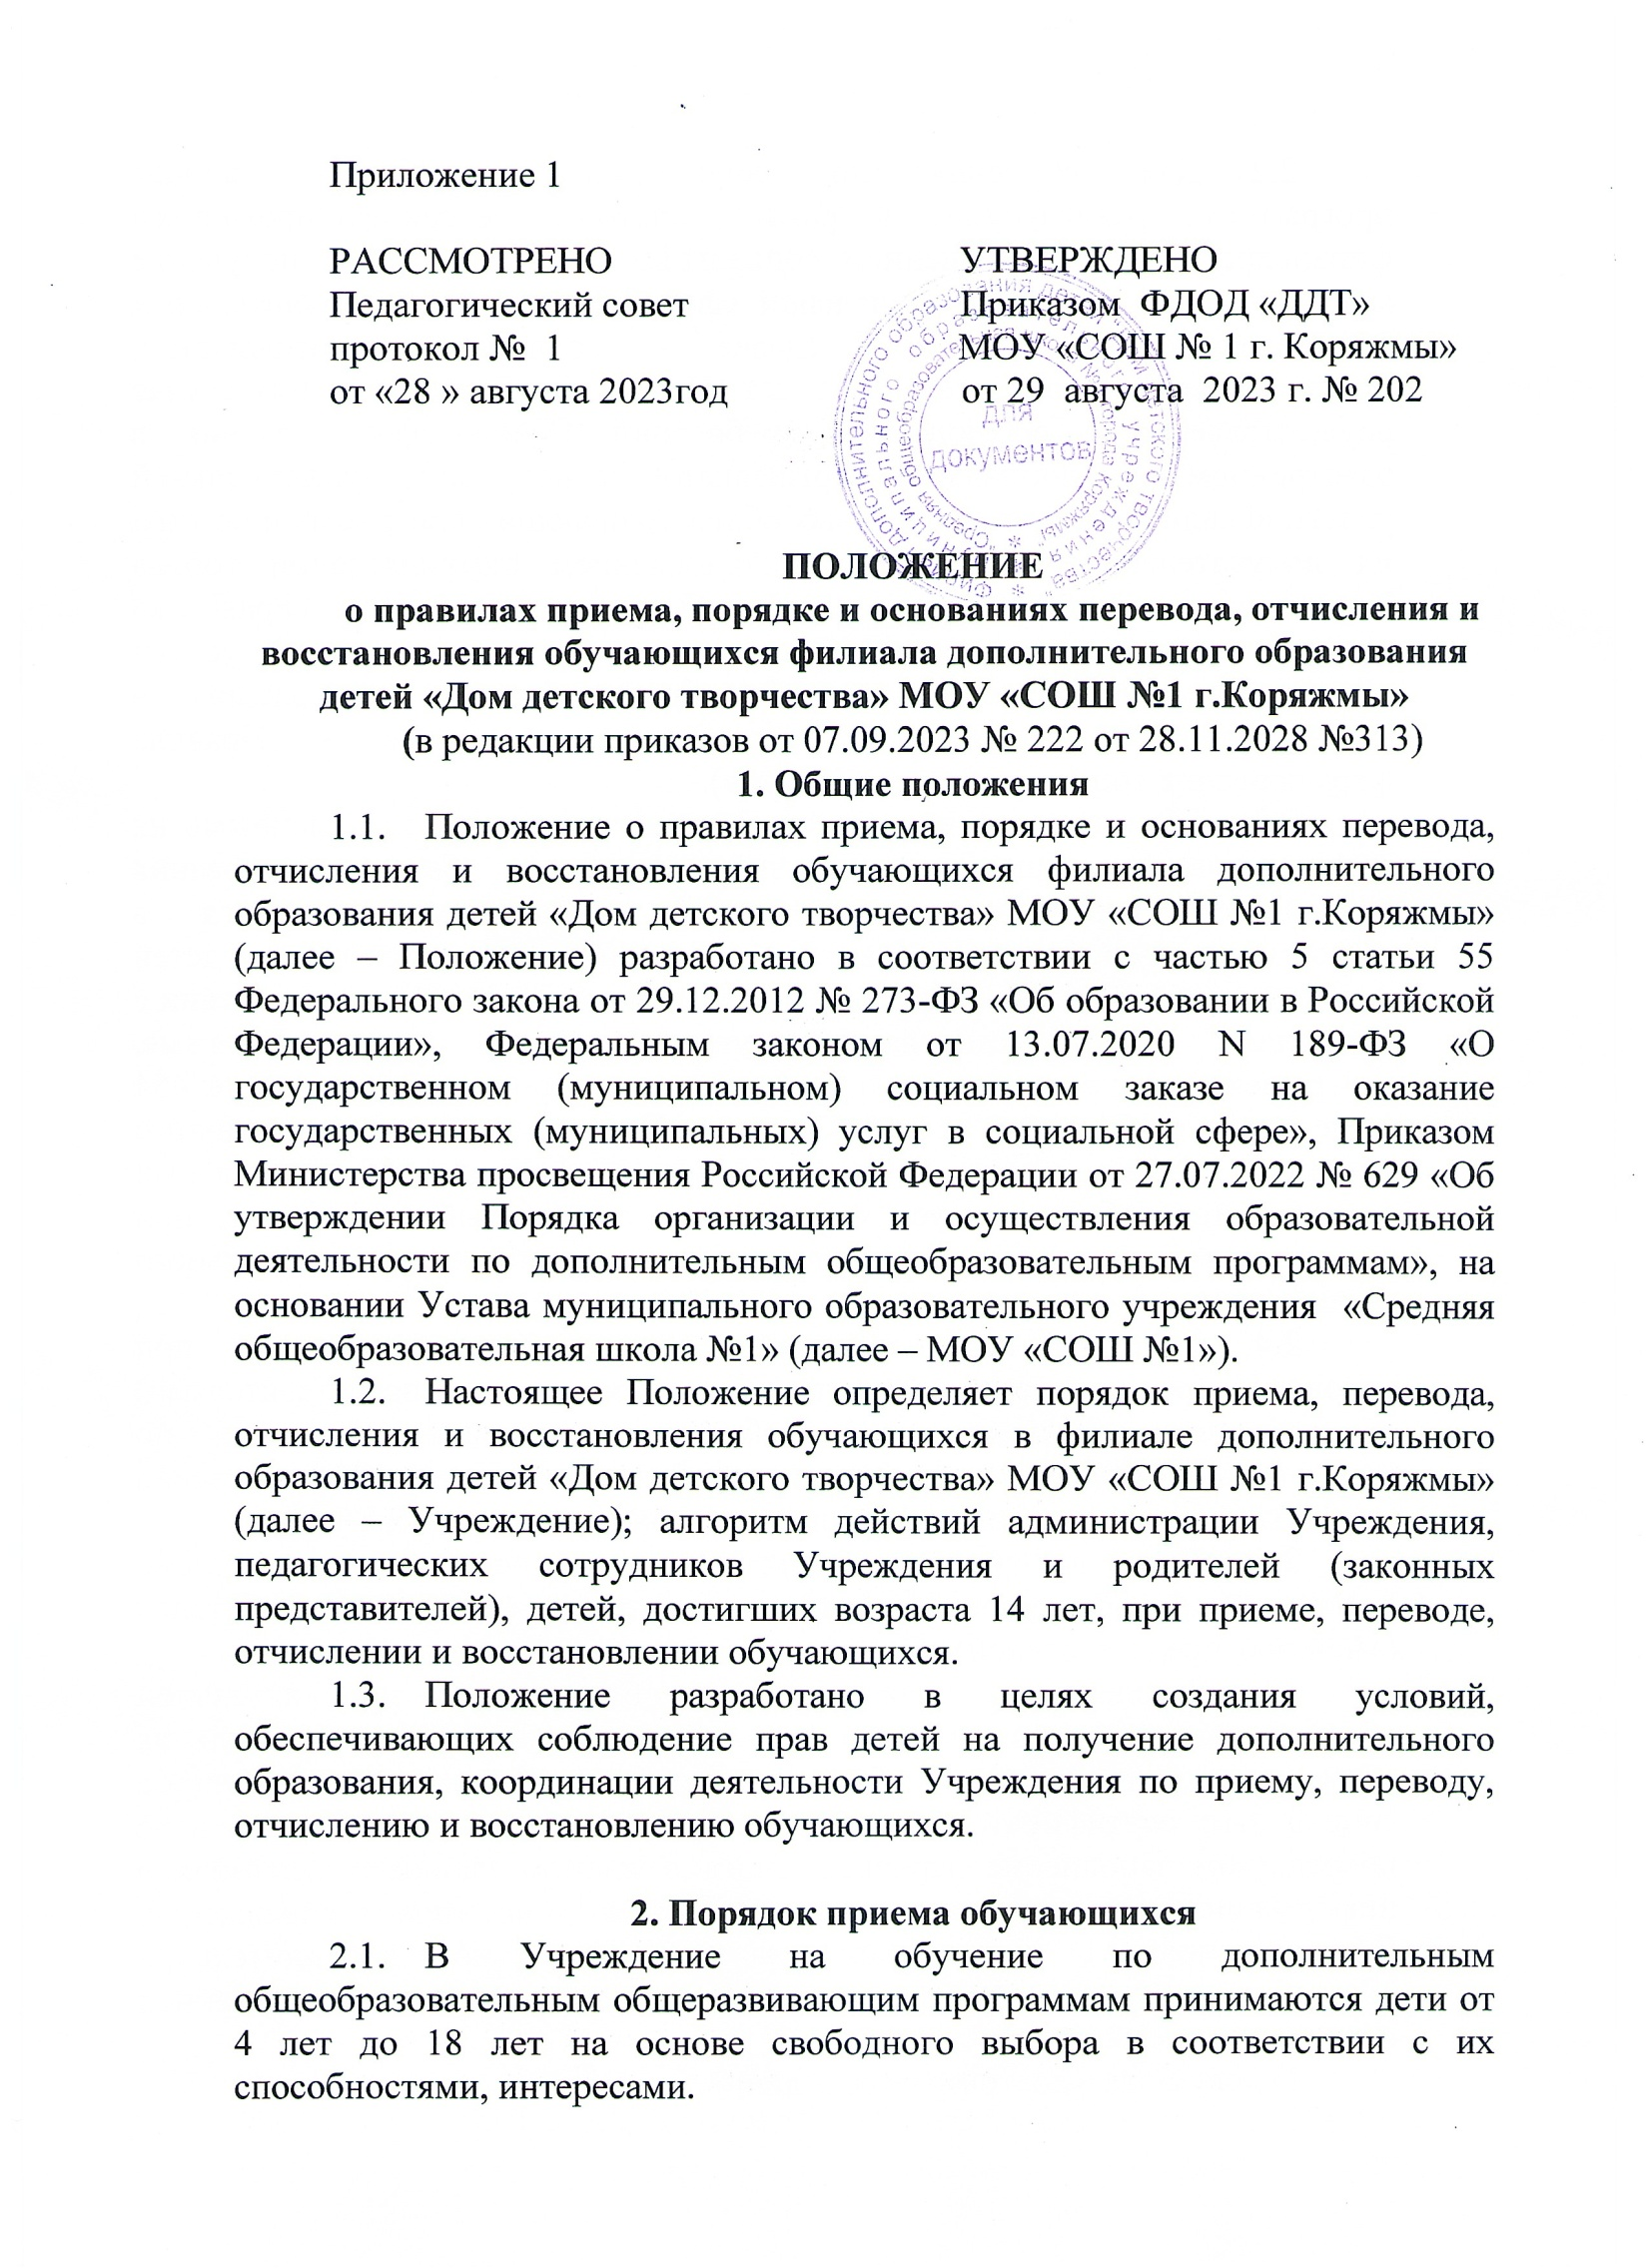 Приложение 1
РАССМОТРЕНО
Педагогический совет
протокол № 1
от «28 » августа 2023год
УТВЕРЖДЕНО
Приказом ФДОД «ДДТ»
МОУ «СОШ № 1 г. Коряжмы»
от 29 августа 2023 г. № 202
для
документов
ПОЛОЖЕНИЕ
о правилах приема, порядке и основаниях перевода, отчисления и
восстановления обучающихся филиала дополнительного образования
детей «Дом детского творчества» МОУ «СОШ №1 г.Коряжмы»
(в редакции приказов от 07.09.2023 № 222 от 28.11.2028 №313)
1. Общие положения
1.1. Положение о правилах приема, порядке и основаниях перевода,
отчисления и восстановления обучающихся филиала дополнительного
образования детей «Дом детского творчества» МОУ «СОШ №1 г.Коряжмы»
(далее – Положение) разработано в соответствии с частью 5 статьи 55
Федерального закона от 29.12.2012 № 273-ФЗ «Об образовании в Российской
Федерации», Федеральным законом от 13.07.2020 N 189-ФЗ «О
государственном (муниципальном) социальном заказе на оказание
государственных (муниципальных) услуг в социальной сфере», Приказом
Министерства просвещения Российской Федерации от 27.07.2022 № 629 «Об
утверждении Порядка организации и осуществления образовательной
деятельности по дополнительным общеобразовательным программам», на
основании Устава муниципального образовательного учреждения «Средняя
общеобразовательная школа №1» (далее – МОУ «СОШ №1»).
1.2. Настоящее Положение определяет порядок приема, перевода,
отчисления и восстановления обучающихся в филиале дополнительного
образования детей «Дом детского творчества» МОУ «СОШ №1 г.Коряжмы»
(далее – Учреждение); алгоритм действий администрации Учреждения,
педагогических сотрудников Учреждения и родителей (законных
представителей), детей, достигших возраста 14 лет, при приеме, переводе,
отчислении и восстановлении обучающихся.
1.3. Положение разработано в целях создания условий,
обеспечивающих соблюдение прав детей на получение дополнительного
образования, координации деятельности Учреждения по приему, переводу,
отчислению и восстановлению обучающихся.
2. Порядок приема обучающихся
2.1. В Учреждение на обучение по дополнительным
общеобразовательным общеразвивающим программам принимаются дети от
4 лет до 18 лет на основе свободного выбора в соответствии с их
способностями, интересами.